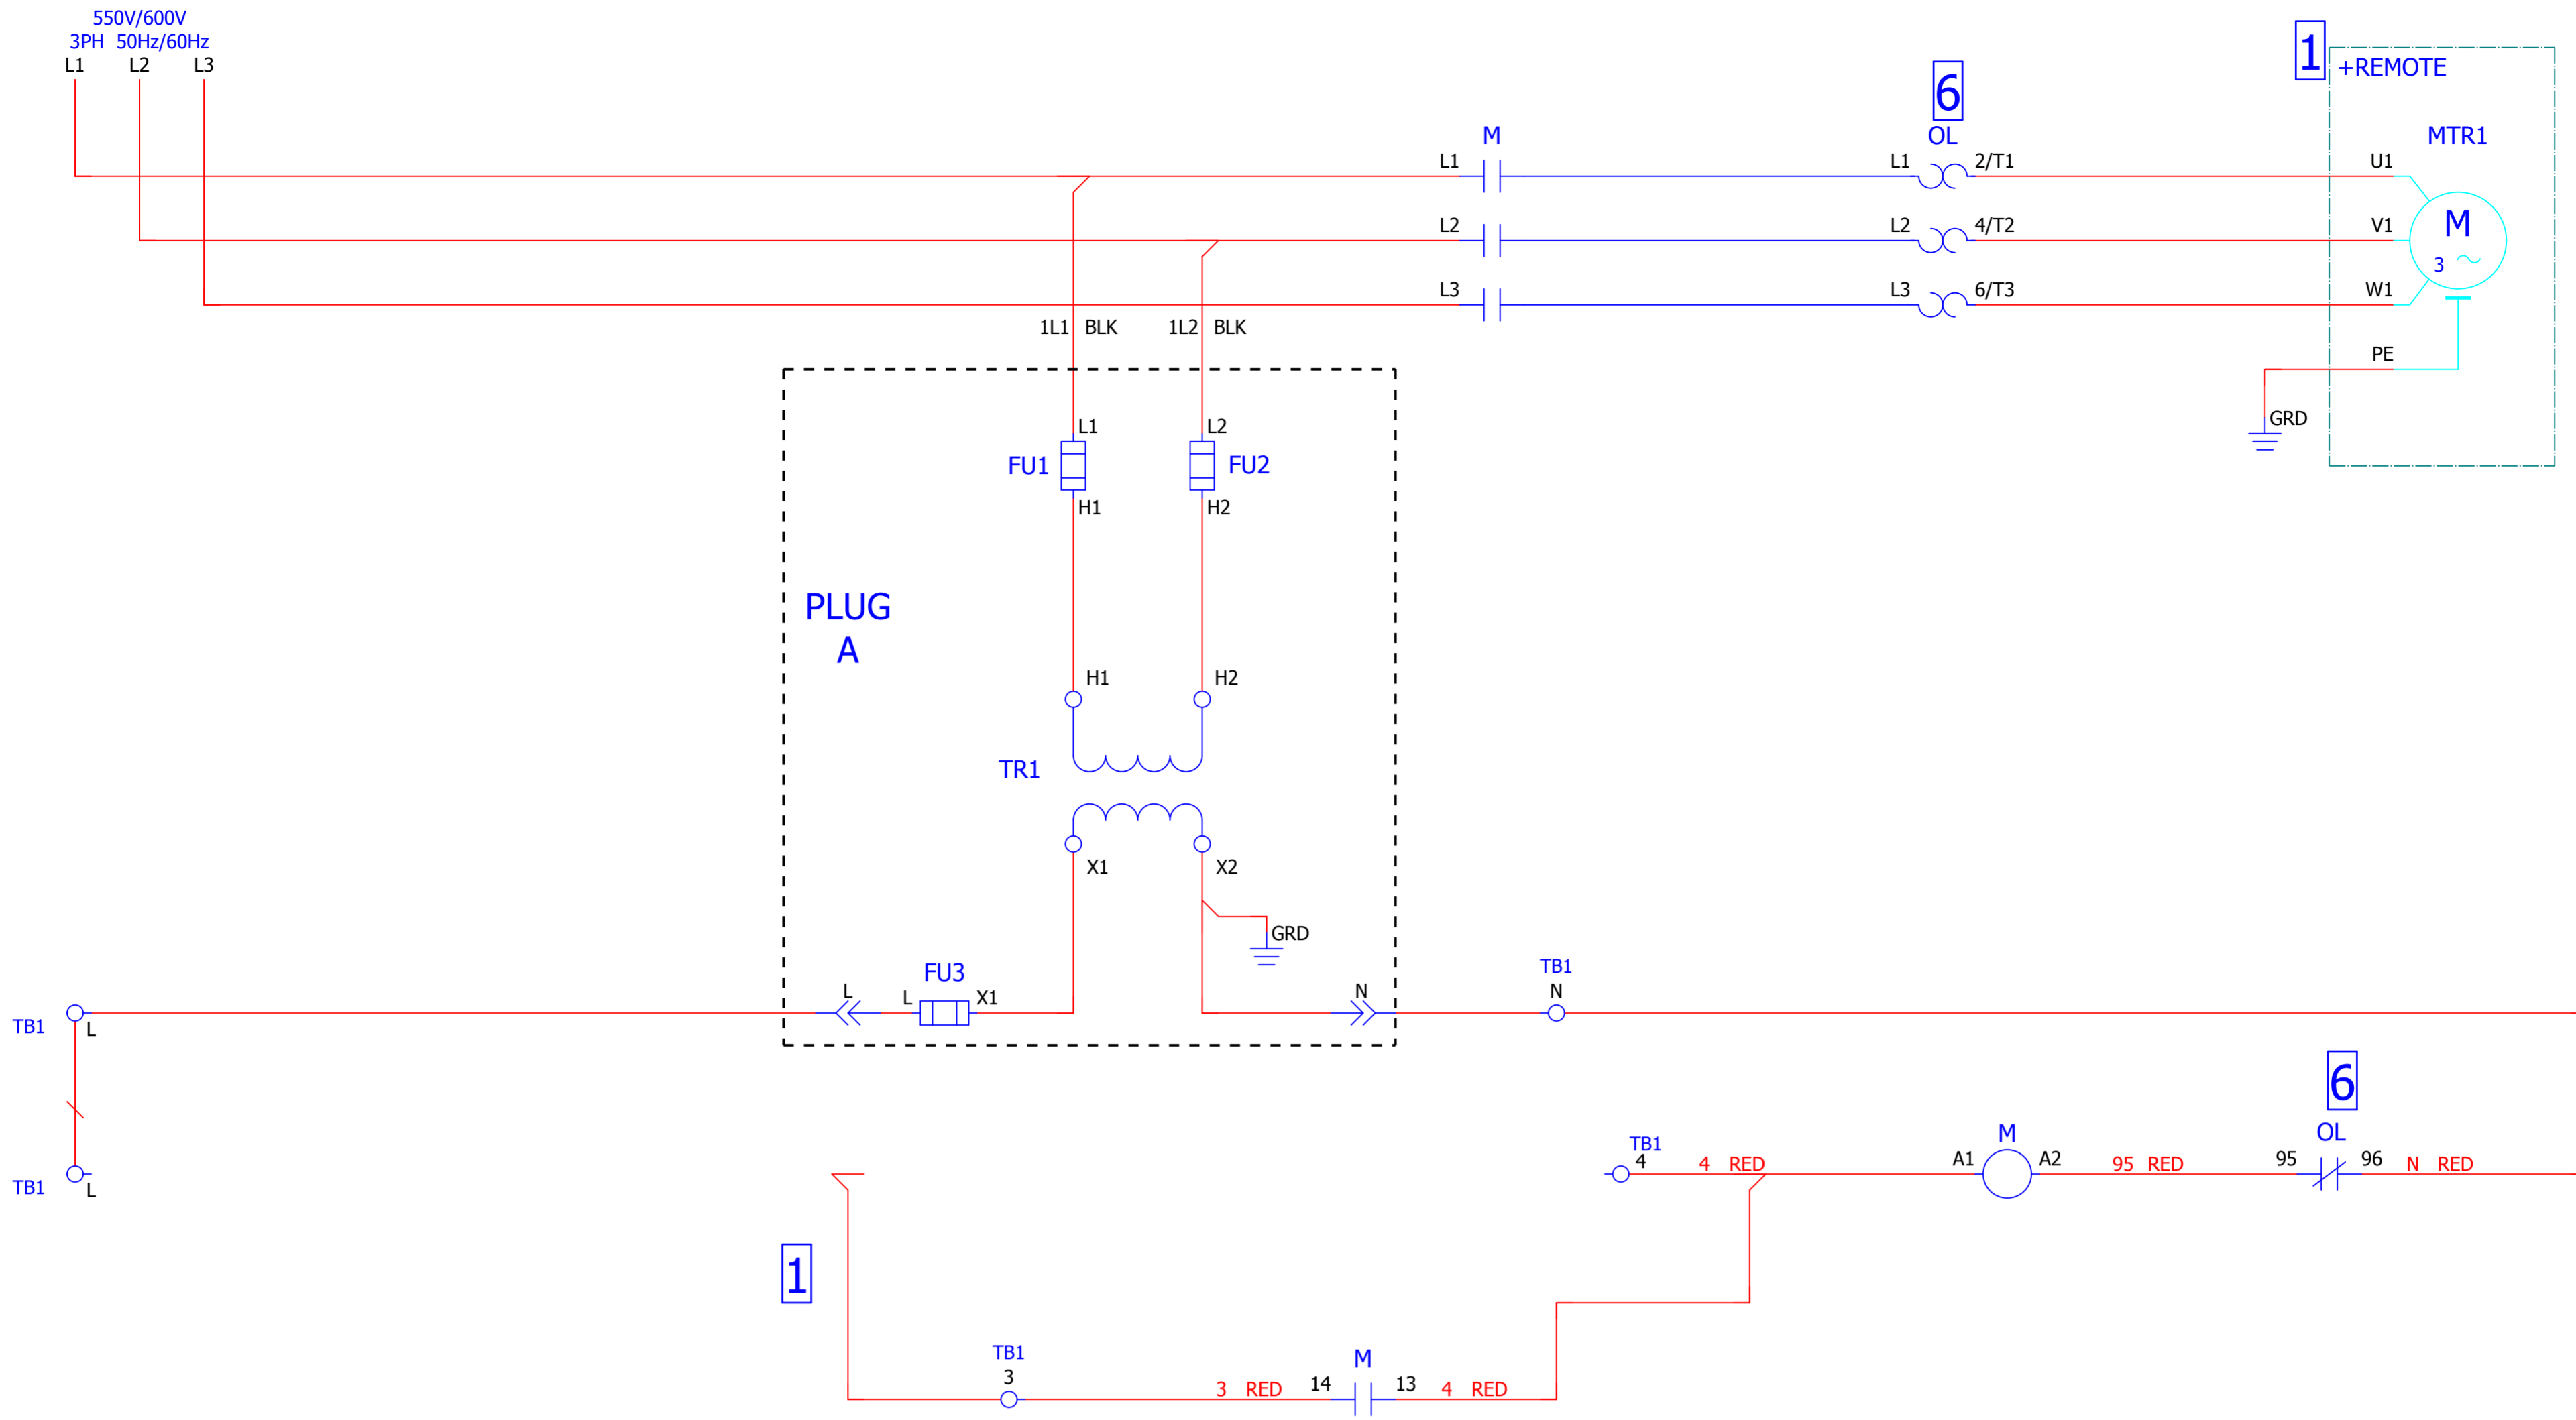 550V/600V
3PH 50Hz/60Hz
L1 L2 L3
1
+REMOTE
6
M OL MTR1
L1 L1 2/T1 U1
M
L2 L2 4/T2 V1
3
L3 L3 6/T3 W1
1L1 BLK 1L2 BLK
PE
GRD
L1 L2
FU1 FU2
H1 H2
PLUG
A
H1 H2
TR1
X1 X2
GRD
FU3
TB1
L L X1 N N
TB1 L
6
TB1 M OL
4 4 RED A1 A2 95 RED 95 96 N RED
TB1 L
1
TB1 M
3 3 RED 14 13 4 RED